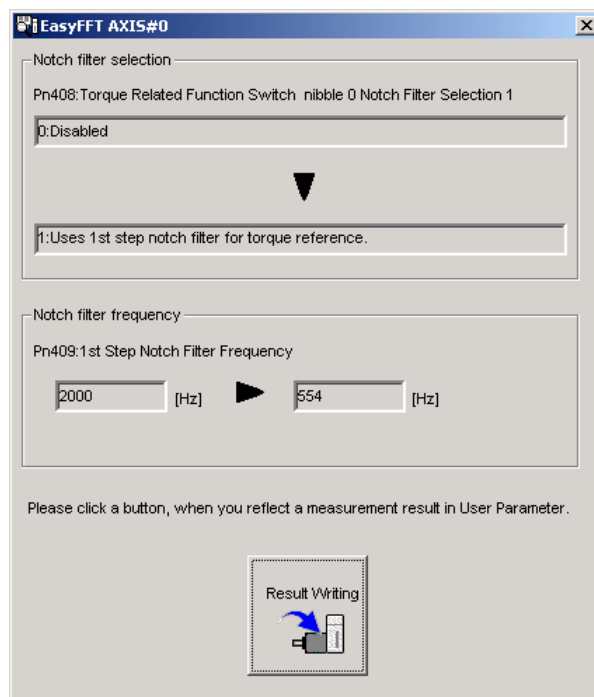 EasyFFT AXIS#0
Notch filter selection
Pn408:Torque Related Function Switch nibble 0 Notch Filter Selection 1
0:Disabled
1:Uses 1st step notch filter for torque reference.
Notch filter frequency
Pn409:1st Step Notch Filter Frequency
2000 [Hz] 554 [Hz]
Please click a button, when you reflect a measurement result in User Parameter.
Result Writing